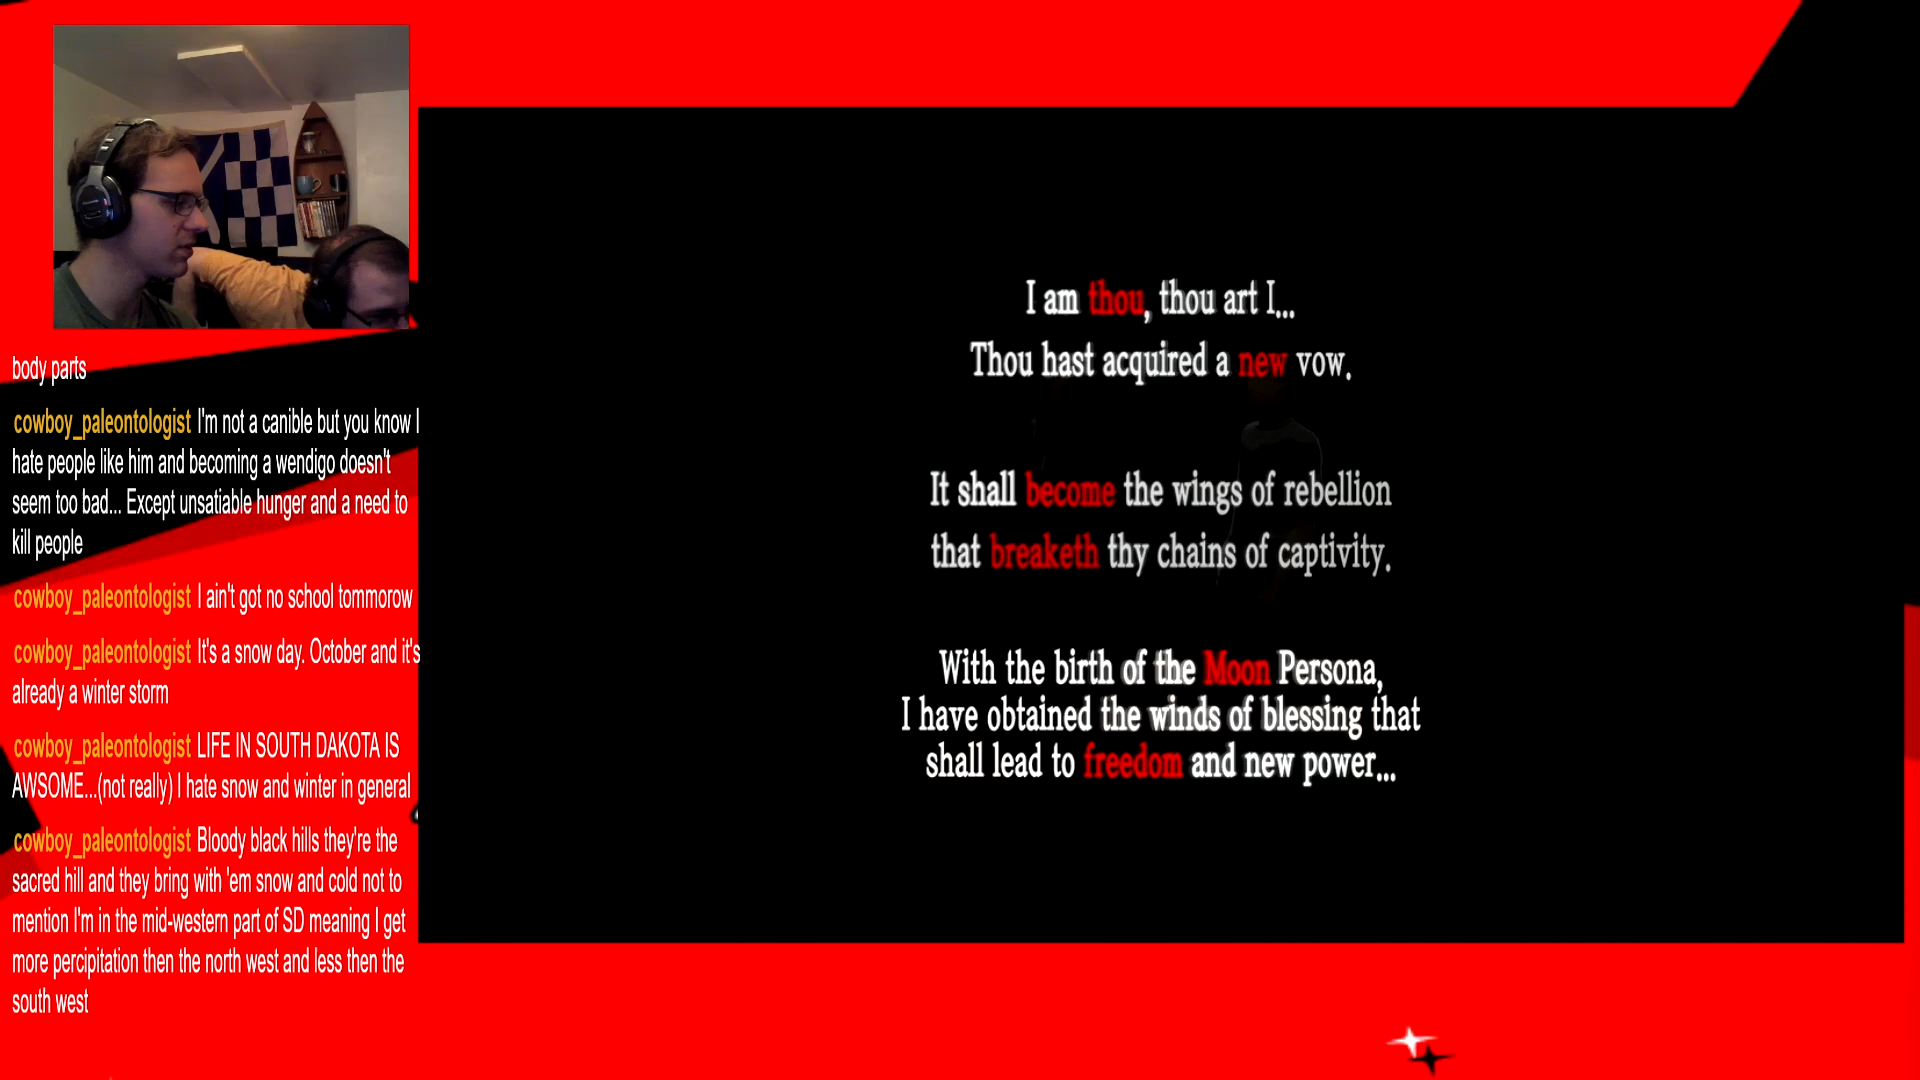 body parts
cowboy_paleontologist I'm not a canible but you know I
hate people like him and becoming a wendigo doesn't
seem too bad... Except unsatiable hunger and a need to
kill people
cowboy_paleontologist I ain't got no school tommorow
cowboy_paleontologist It's a snow day. October and it's
already a winter storm
cowboy_paleontologist LIFE IN SOUTH DAKOTA IS
AWSOME...(not really) I hate snow and winter in general
cowboy_paleontologist Bloody black hills they're the
sacred hill and they bring with 'em snow and cold not to
mention I'm in the mid-western part of SD meaning I get
more percipitation then the north west and less then the
south west
I am thou, thou art I...
Thou hast acquired a new vow.
It shall become the wings of rebellion
that breaketh thy chains of captivity.
With the birth of the Moon Persona,
I have obtained the winds of blessing that
shall lead to freedom and new power...